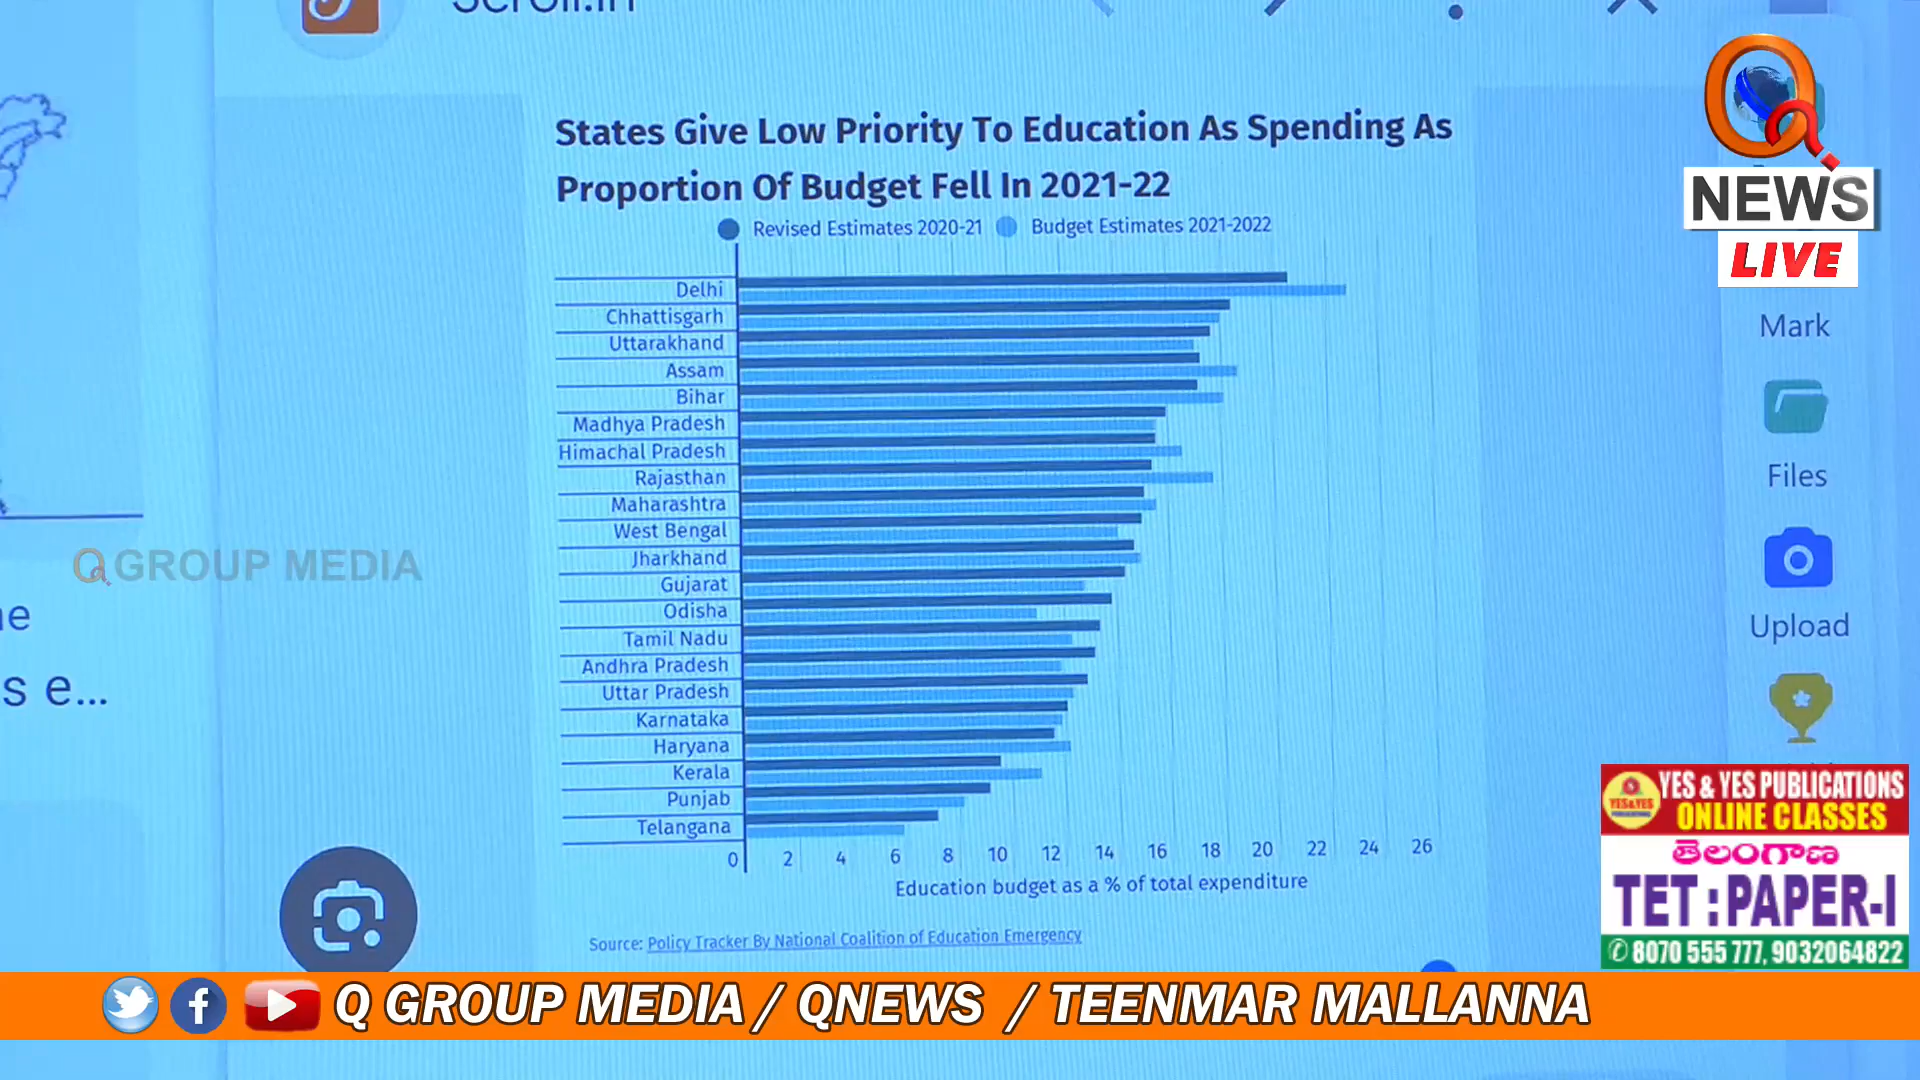 Scroll.in
States Give Low Priority To Education As Spending As
Proportion Of Budget Fell In 2021-22
Revised Estimates 2020-21
Budget Estimates 2021-2022
Delhi
Chhattisgarh
Uttarakhand
Assam
Bihar
Madhya Pradesh
Himachal Pradesh
Rajasthan
Maharashtra
West Bengal
Jharkhand
Gujarat
Odisha
Tamil Nadu
Andhra Pradesh
Uttar Pradesh
Karnataka
Haryana
Kerala
Punjab
Telangana
0 2 4 6 8 10 12 14 16 18 20 22 24 26
Education budget as a % of total expenditure
Source: Policy Tracker By National Coalition of Education Emergency
Q GROUP MEDIA
s e...
Q
NEWS
LIVE
Mark
Files
Upload
YES & YES PUBLICATIONS
YES&YES
ONLINE CLASSES
తెలంగాణ
TET : PAPER-I
8070 555 777, 9032064822
Q GROUP MEDIA / QNEWS / TEENMAR MALLANNA